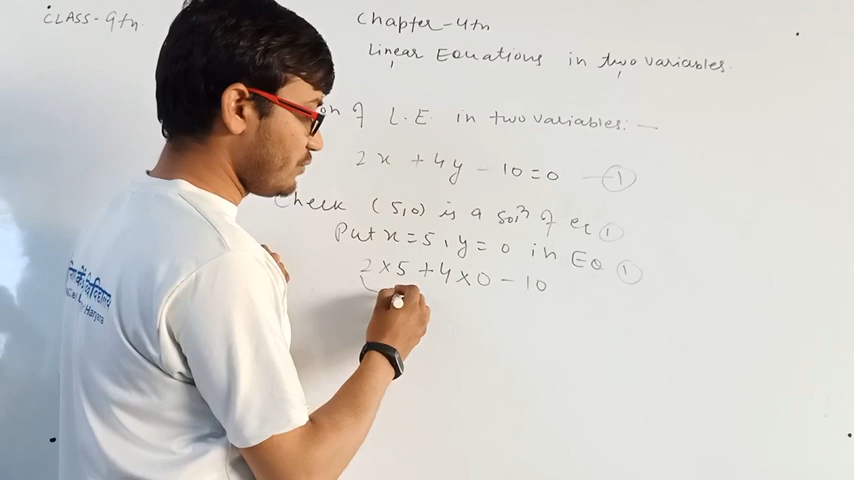 CLASS-9th
Chapter-4th
Linear Equations in two variables.
on of L.E. in two variables:—
2x + 4y - 10 = 0 —①
Check (5,0) is a solⁿ of eq ①
Put x = 5, y = 0 in EQ ①
2×5 + 4×0 - 10
Haryana